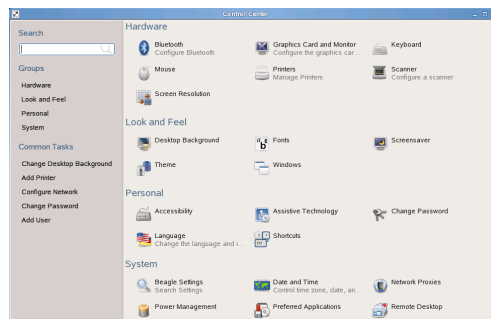 Control Center
Search
Groups
Hardware
Look and Feel
Personal
System
Common Tasks
Change Desktop Background
Add Printer
Configure Network
Change Password
Add User
Hardware
Bluetooth
Configure Bluetooth
Graphics Card and Monitor
Configure the graphics car...
Keyboard
Mouse
Printers
Manage Printers
Scanner
Configure a scanner
Screen Resolution
Look and Feel
Desktop Background
Fonts
Screensaver
Theme
Windows
Personal
Accessibility
Assistive Technology
Change Password
Language
Change the language and i...
Shortcuts
System
Beagle Settings
Search Settings
Date and Time
Control time zone, date, an...
Network Proxies
Power Management
Preferred Applications
Remote Desktop